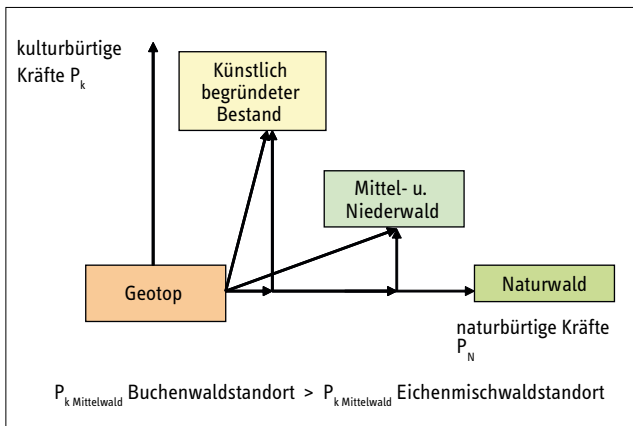 kulturbürtige
Kräfte Pk
Künstlich
begründeter
Bestand
Mittel- u.
Niederwald
Geotop
Naturwald
naturbürtige Kräfte
PN
Pk Mittelwald Buchenwaldstandort > Pk Mittelwald Eichenmischwaldstandort